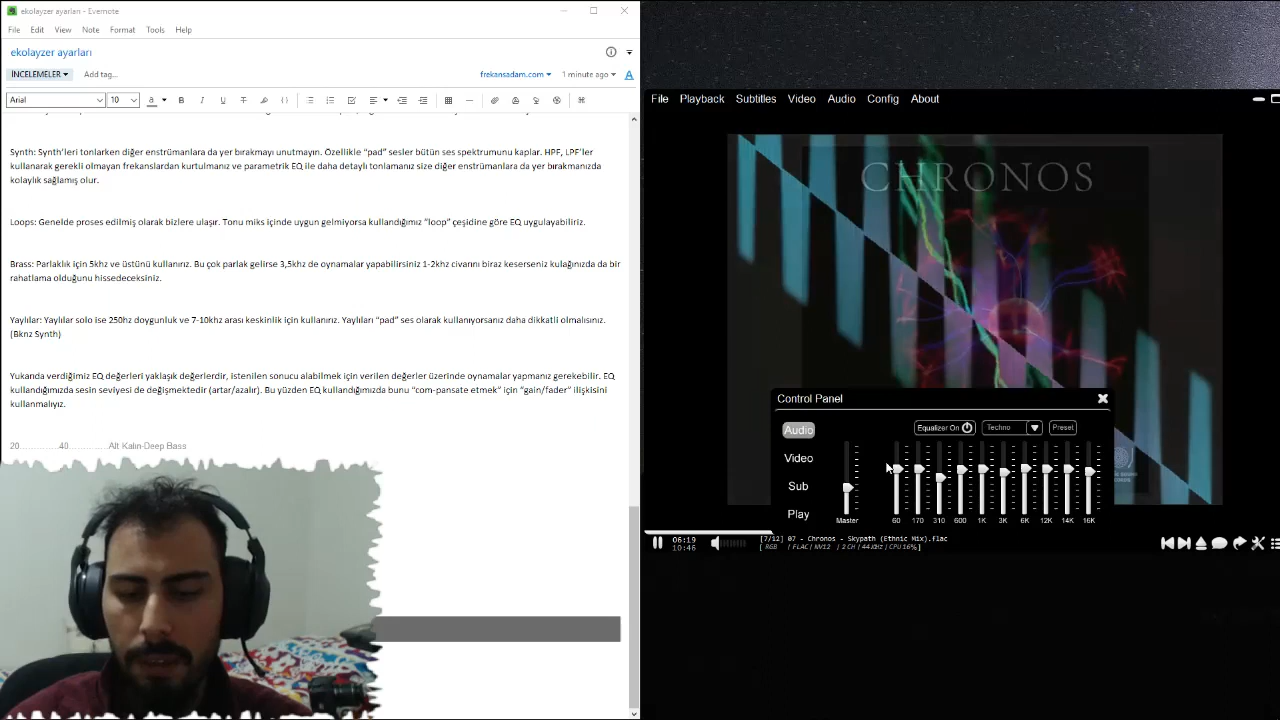 ekolayzer ayarları - Evernote
File Edit View Note Format Tools Help
ekolayzer ayarları
İNCELEMELER Add tag... frekansadam.com 1 minute ago
Arial 10
Synth: Synth'leri tonlarken diğer enstrümanlara da yer bırakmayı unutmayın. Özellikle "pad" sesler bütün ses spektrumunu kaplar. HPF, LPF'ler
kullanarak gerekli olmayan frekanslardan kurtulmanız ve parametrik EQ ile daha detaylı tonlamanız size diğer enstrümanlara da yer bırakmanızda
kolaylık sağlamış olur.
Loops: Genelde proses edilmiş olarak bizlere ulaşır. Tonu miks içinde uygun gelmiyorsa kullandığımız "loop" çeşidine göre EQ uygulayabiliriz.
Brass: Parlaklık için 5khz ve üstünü kullanırız. Bu çok parlak gelirse 3,5khz de oynamalar yapabilirsiniz 1-2khz civarını biraz keserseniz kulağınızda da bir
rahatlama olduğunu hissedeceksiniz.
Yaylılar: Yaylılar solo ise 250hz doygunluk ve 7-10khz arası keskinlik için kullanırız. Yaylıları "pad" ses olarak kullanıyorsanız daha dikkatli olmalısınız.
(Bknz Synth)
Yukarıda verdiğimiz EQ değerleri yaklaşık değerlerdir, istenilen sonucu alabilmek için verilen değerler üzerinde oynamalar yapmanız gerekebilir. EQ
kullandığımızda sesin seviyesi de değişmektedir (artar/azalır). Bu yüzden EQ kullandığımızda bunu "com-pansate etmek" için "gain/fader" ilişkisini
kullanmalıyız.
20..............40...............Alt Kalın-Deep Bass
File Playback Subtitles Video Audio Config About
CHRONOS
Control Panel
Audio Equalizer On Techno Preset
Video
Sub
Play
Master 60 170 310 600 1K 3K 6K 12K 14K 16K
06:19 [7/12] 07 - Chronos - Skypath (Ethnic Mix).flac
10:46 [ RGB | FLAC/NV12 | 2 CH / 44KHz / CPU 16% ]